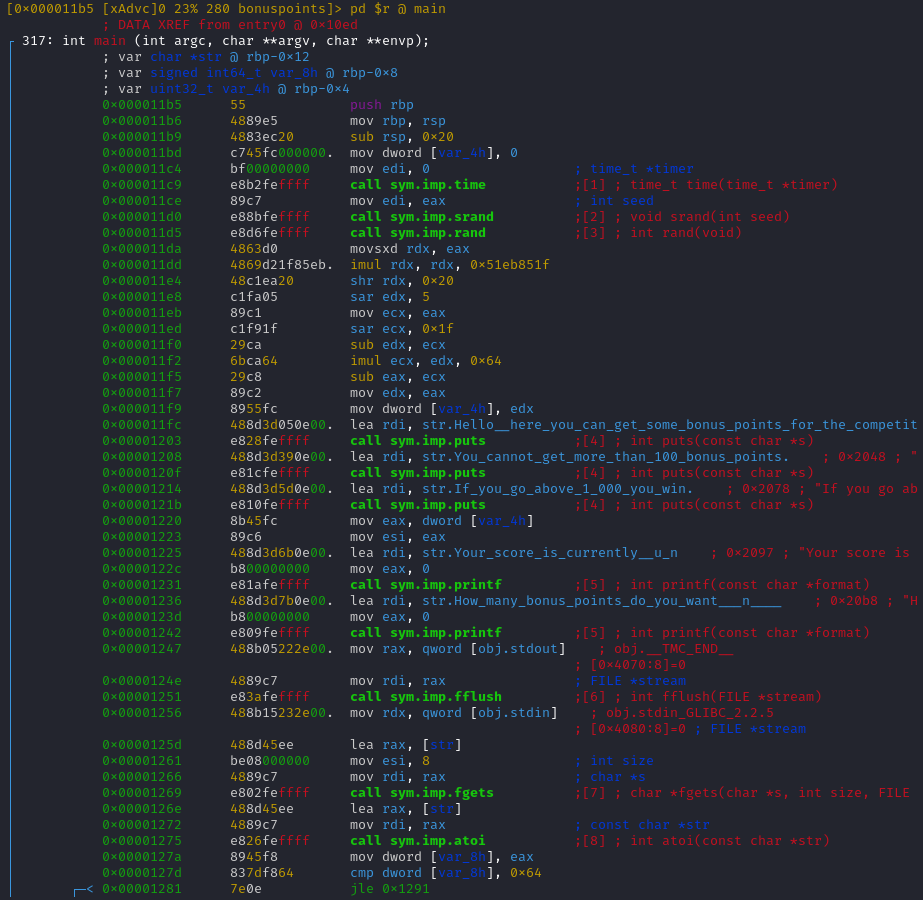 [0×000011b5 [xAdvc]0 23% 280 bonuspoints]> pd $r @ main
; DATA XREF from entry0 @ 0×10ed
317: int main (int argc, char **argv, char **envp);
; var char *str @ rbp-0×12
; var signed int64_t var_8h @ rbp-0×8
; var uint32_t var_4h @ rbp-0×4
0×000011b5 55 push rbp
0×000011b6 4889e5 mov rbp, rsp
0×000011b9 4883ec20 sub rsp, 0×20
0×000011bd c745fc000000. mov dword [var_4h], 0
0×000011c4 bf00000000 mov edi, 0 ; time_t *timer
0×000011c9 e8b2feffff call sym.imp.time ;[1] ; time_t time(time_t *timer)
0×000011ce 89c7 mov edi, eax ; int seed
0×000011d0 e88bfeffff call sym.imp.srand ;[2] ; void srand(int seed)
0×000011d5 e8d6feffff call sym.imp.rand ;[3] ; int rand(void)
0×000011da 4863d0 movsxd rdx, eax
0×000011dd 4869d21f85eb. imul rdx, rdx, 0×51eb851f
0×000011e4 48c1ea20 shr rdx, 0×20
0×000011e8 c1fa05 sar edx, 5
0×000011eb 89c1 mov ecx, eax
0×000011ed c1f91f sar ecx, 0×1f
0×000011f0 29ca sub edx, ecx
0×000011f2 6bca64 imul ecx, edx, 0×64
0×000011f5 29c8 sub eax, ecx
0×000011f7 89c2 mov edx, eax
0×000011f9 8955fc mov dword [var_4h], edx
0×000011fc 488d3d050e00. lea rdi, str.Hello__here_you_can_get_some_bonus_points_for_the_competit
0×00001203 e828feffff call sym.imp.puts ;[4] ; int puts(const char *s)
0×00001208 488d3d390e00. lea rdi, str.You_cannot_get_more_than_100_bonus_points. ; 0×2048 ; "
0×0000120f e81cfeffff call sym.imp.puts ;[4] ; int puts(const char *s)
0×00001214 488d3d5d0e00. lea rdi, str.If_you_go_above_1_000_you_win. ; 0×2078 ; "If you go ab
0×0000121b e810feffff call sym.imp.puts ;[4] ; int puts(const char *s)
0×00001220 8b45fc mov eax, dword [var_4h]
0×00001223 89c6 mov esi, eax
0×00001225 488d3d6b0e00. lea rdi, str.Your_score_is_currently__u_n ; 0×2097 ; "Your score is
0×0000122c b800000000 mov eax, 0
0×00001231 e81afeffff call sym.imp.printf ;[5] ; int printf(const char *format)
0×00001236 488d3d7b0e00. lea rdi, str.How_many_bonus_points_do_you_want___n____ ; 0×20b8 ; "H
0×0000123d b800000000 mov eax, 0
0×00001242 e809feffff call sym.imp.printf ;[5] ; int printf(const char *format)
0×00001247 488b05222e00. mov rax, qword [obj.stdout] ; obj.__TMC_END__
; [0×4070:8]=0
0×0000124e 4889c7 mov rdi, rax ; FILE *stream
0×00001251 e83afeffff call sym.imp.fflush ;[6] ; int fflush(FILE *stream)
0×00001256 488b15232e00. mov rdx, qword [obj.stdin] ; obj.stdin_GLIBC_2.2.5
; [0×4080:8]=0 ; FILE *stream
0×0000125d 488d45ee lea rax, [str]
0×00001261 be08000000 mov esi, 8 ; int size
0×00001266 4889c7 mov rdi, rax ; char *s
0×00001269 e802feffff call sym.imp.fgets ;[7] ; char *fgets(char *s, int size, FILE
0×0000126e 488d45ee lea rax, [str]
0×00001272 4889c7 mov rdi, rax ; const char *str
0×00001275 e826feffff call sym.imp.atoi ;[8] ; int atoi(const char *str)
0×0000127a 8945f8 mov dword [var_8h], eax
0×0000127d 837df864 cmp dword [var_8h], 0×64
< 0×00001281 7e0e jle 0×1291